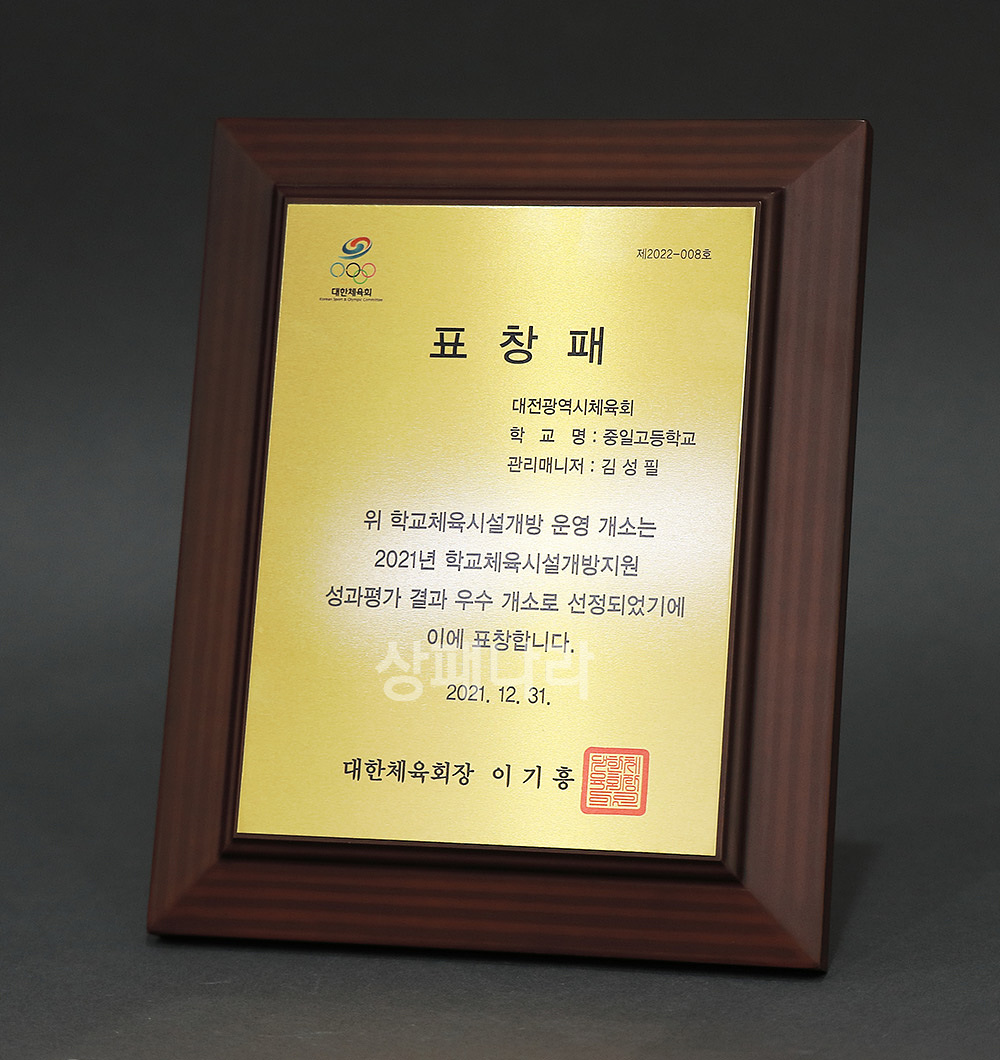 제2022-008호
대한체육회
Korean Sport & Olympic Committee
표 창 패
대전광역시체육회
학 교 명 : 중일고등학교
관리매니저 : 김 성 필
위 학교체육시설개방 운영 개소는
2021년 학교체육시설개방지원
성과평가 결과 우수 개소로 선정되었기에
이에 표창합니다.
상패나라
2021. 12. 31.
대한체육회장 이 기 흥